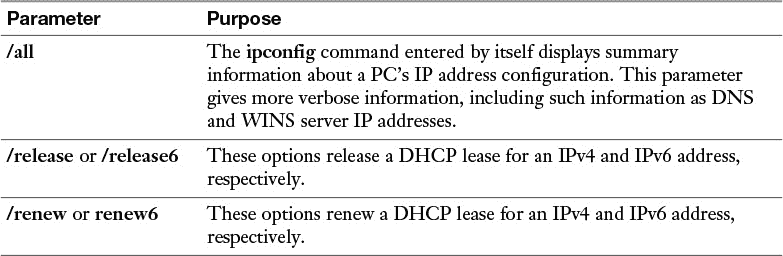 Parameter Purpose
/all The ipconfig command entered by itself displays summary
information about a PC's IP address configuration. This parameter
gives more verbose information, including such information as DNS
and WINS server IP addresses.
/release or /release6 These options release a DHCP lease for an IPv4 and IPv6 address,
respectively.
/renew or renew6 These options renew a DHCP lease for an IPv4 and IPv6 address,
respectively.